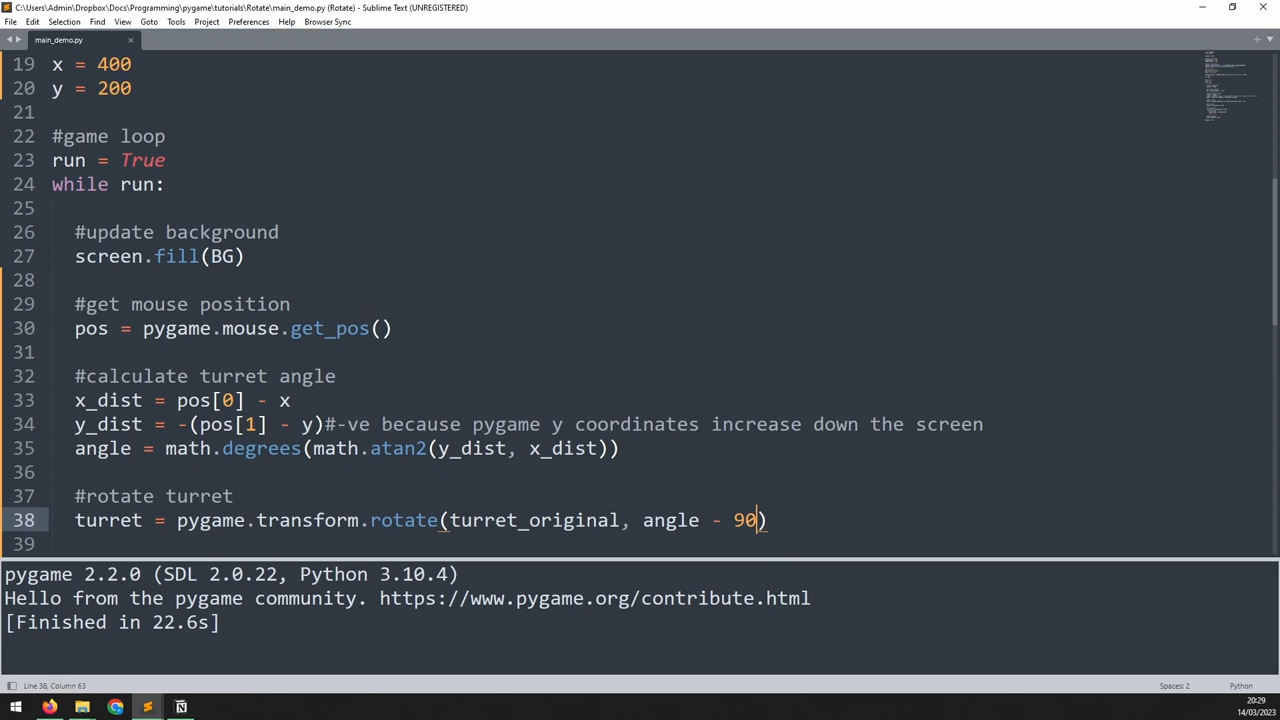 C:\Users\Admin\Dropbox\Docs\Programming\pygame\tutorials\Rotate\main_demo.py (Rotate) - Sublime Text (UNREGISTERED)
File Edit Selection Find View Goto Tools Project Preferences Browser Sync
main_demo.py
19 x = 400
20 y = 200
21
22 #game loop
23 run = True
24 while run:
25
26 #update background
27 screen.fill(BG)
28
29 #get mouse position
30 pos = pygame.mouse.get_pos()
31
32 #calculate turret angle
33 x_dist = pos[0] - x
34 y_dist = -(pos[1] - y)#-ve because pygame y coordinates increase down the screen
35 angle = math.degrees(math.atan2(y_dist, x_dist))
36
37 #rotate turret
38 turret = pygame.transform.rotate(turret_original, angle - 90)
39
pygame 2.2.0 (SDL 2.0.22, Python 3.10.4)
Hello from the pygame community. https://www.pygame.org/contribute.html
[Finished in 22.6s]
Line 38, Column 63
Spaces: 2
Python
20:29
14/03/2023